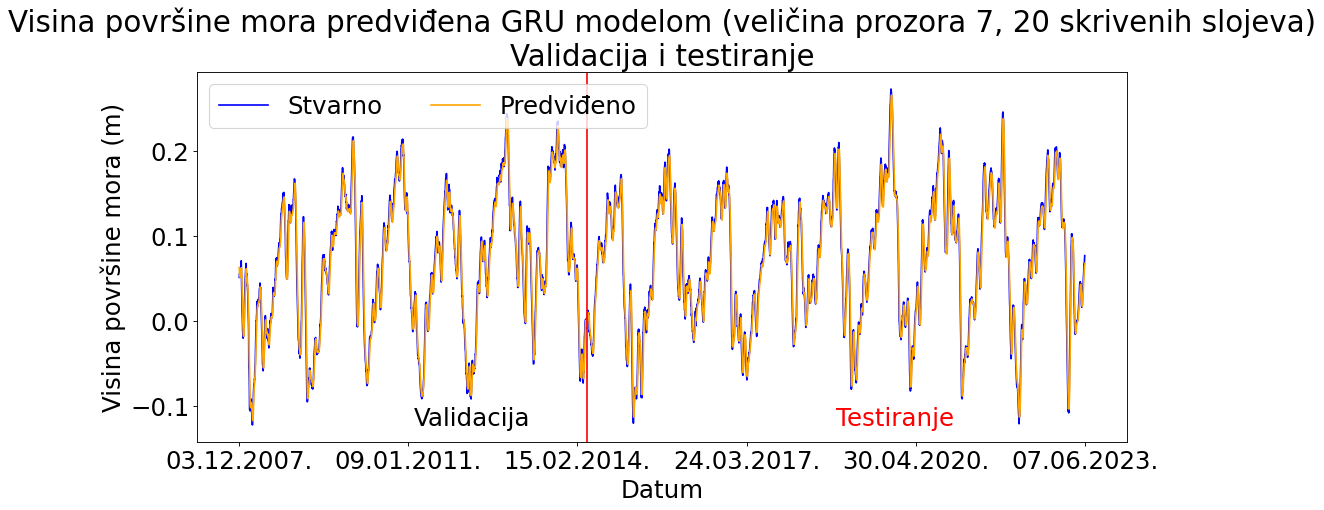 Visina površine mora predviđena GRU modelom (veličina prozora 7, 20 skrivenih slojeva)
Validacija i testiranje
Stvarno
Predviđeno
Visina površine mora (m)
0.2
0.1
0.0
−0.1
Validacija
Testiranje
03.12.2007.
09.01.2011.
15.02.2014.
24.03.2017.
30.04.2020.
07.06.2023.
Datum